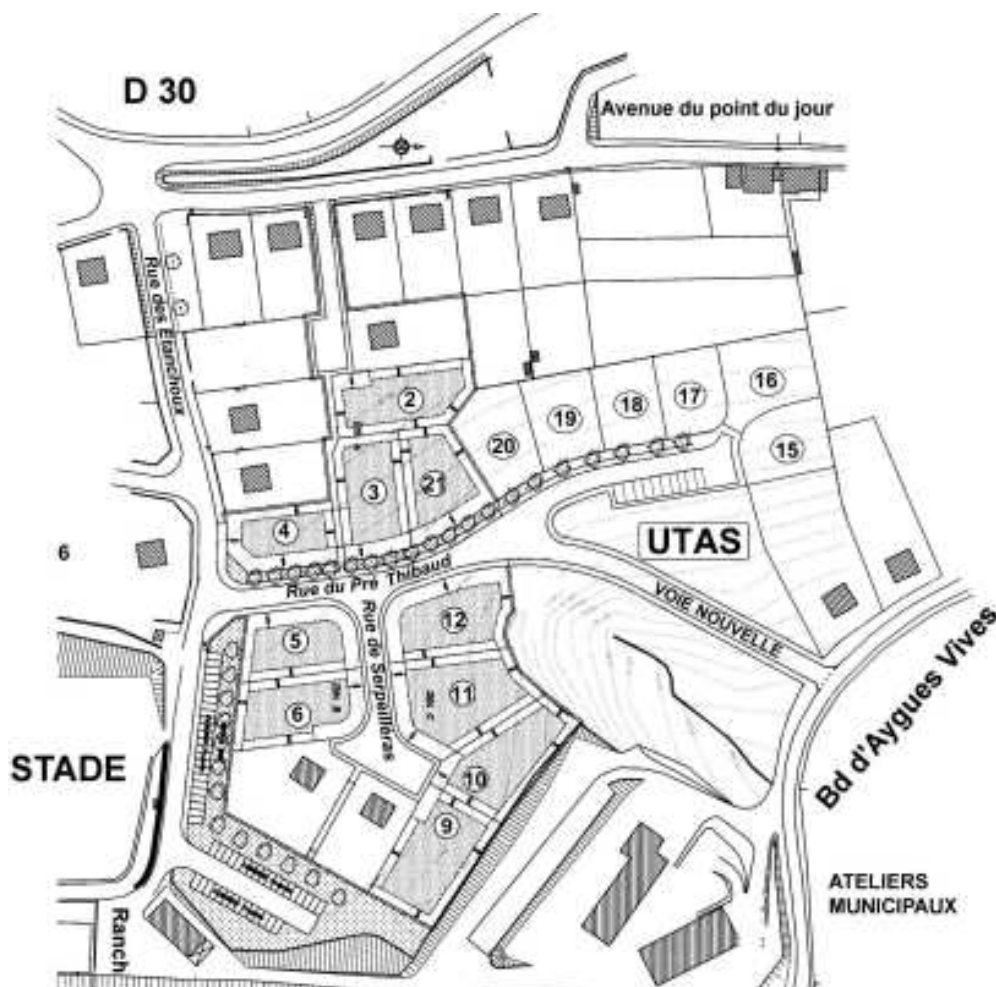 D 30
Avenue du point du jour
Rue des Etanchoux
2
16
17
18
19
20
15
3
21
4
6
UTAS
Rue du Pré Thibaud
VOIE NOUVELLE
5
12
Rue de Serpeilleras
11
6
STADE
Bd d'Aygues Vives
10
9
ATELIERS
MUNICIPAUX
Ranch